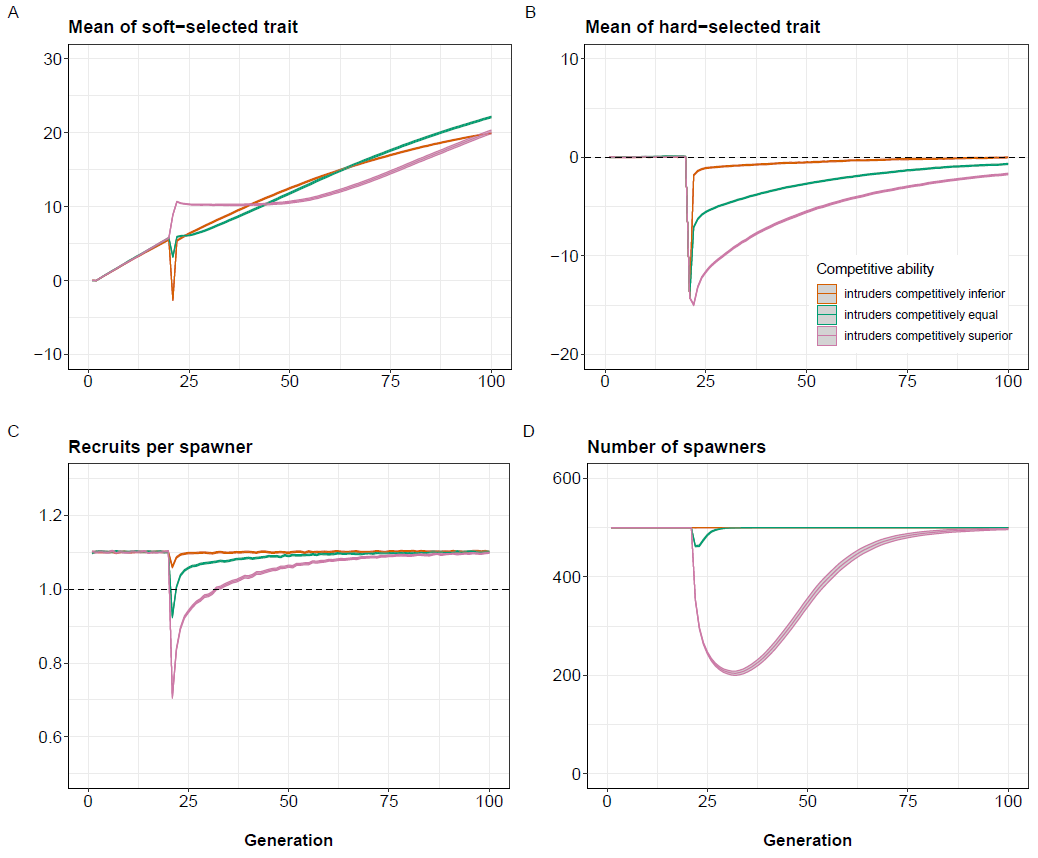 A
Mean of soft−selected trait
30
20
10
0
−10
0
25
50
75
100
B
Mean of hard−selected trait
10
0
−10
−20
0
25
50
75
100
Competitive ability
intruders competitively inferior
intruders competitively equal
intruders competitively superior
C
Recruits per spawner
1.2
1.0
0.8
0.6
0
25
50
75
100
Generation
D
Number of spawners
600
400
200
0
0
25
50
75
100
Generation